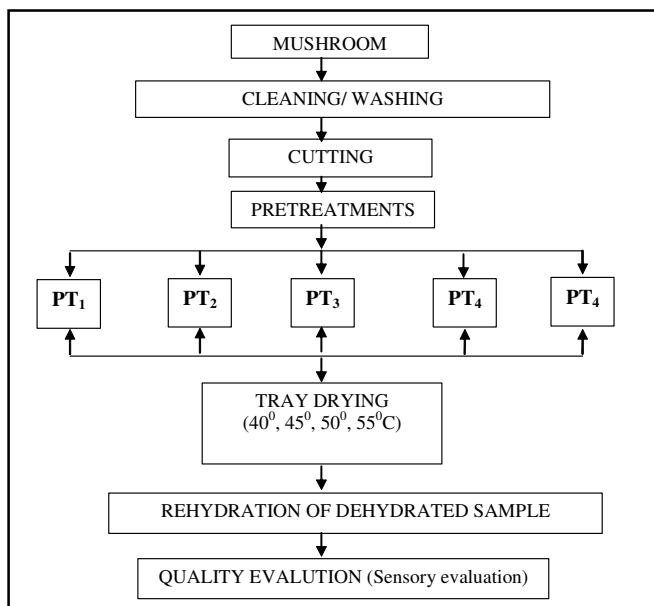 MUSHROOM
CLEANING/ WASHING
CUTTING
PRETREATMENTS
PT₁ PT₂ PT₃ PT₄ PT₄
TRAY DRYING
(40⁰, 45⁰, 50⁰, 55⁰C)
REHYDRATION OF DEHYDRATED SAMPLE
QUALITY EVALUTION (Sensory evaluation)